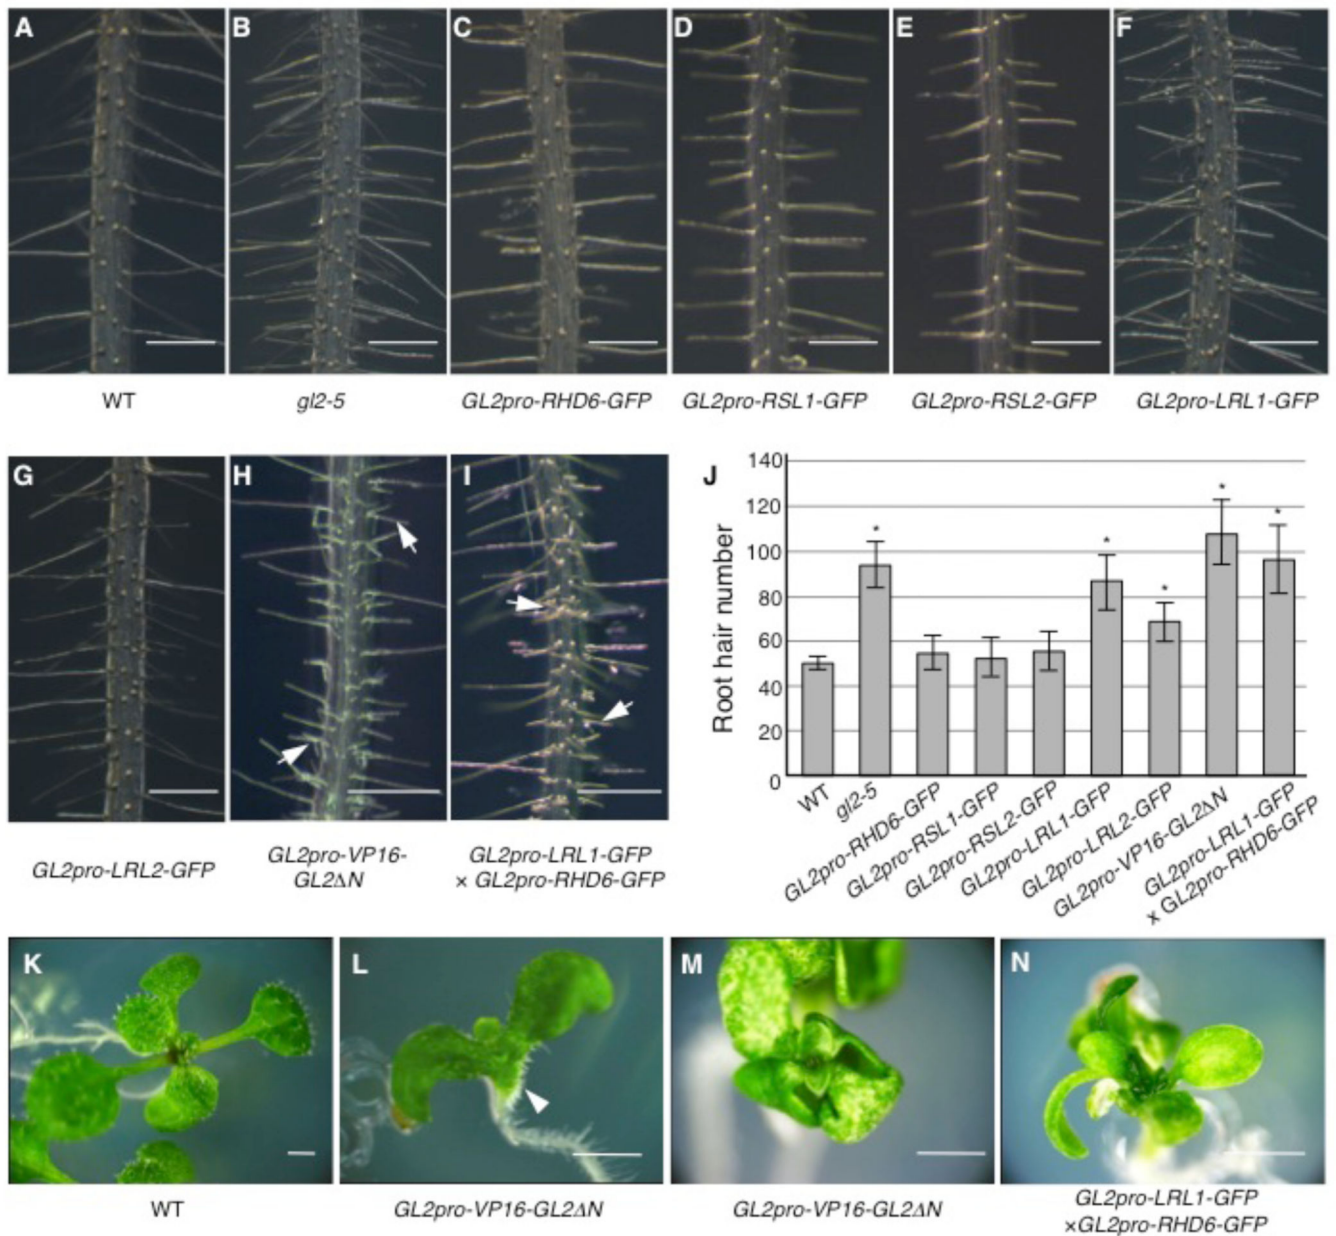 A B C D E F
WT gl2-5 GL2pro-RHD6-GFP GL2pro-RSL1-GFP GL2pro-RSL2-GFP GL2pro-LRL1-GFP
G H I
GL2pro-LRL2-GFP
GL2pro-VP16-
GL2ΔN
GL2pro-LRL1-GFP
× GL2pro-RHD6-GFP
J
Root hair number
140
120
100
80
60
40
20
0
* * * * *
WT
gl2-5
GL2pro-RHD6-GFP
GL2pro-RSL1-GFP
GL2pro-RSL2-GFP
GL2pro-LRL1-GFP
GL2pro-LRL2-GFP
GL2pro-VP16-GL2ΔN
GL2pro-LRL1-GFP
x GL2pro-RHD6-GFP
K L M N
WT GL2pro-VP16-GL2ΔN GL2pro-VP16-GL2ΔN GL2pro-LRL1-GFP
×GL2pro-RHD6-GFP